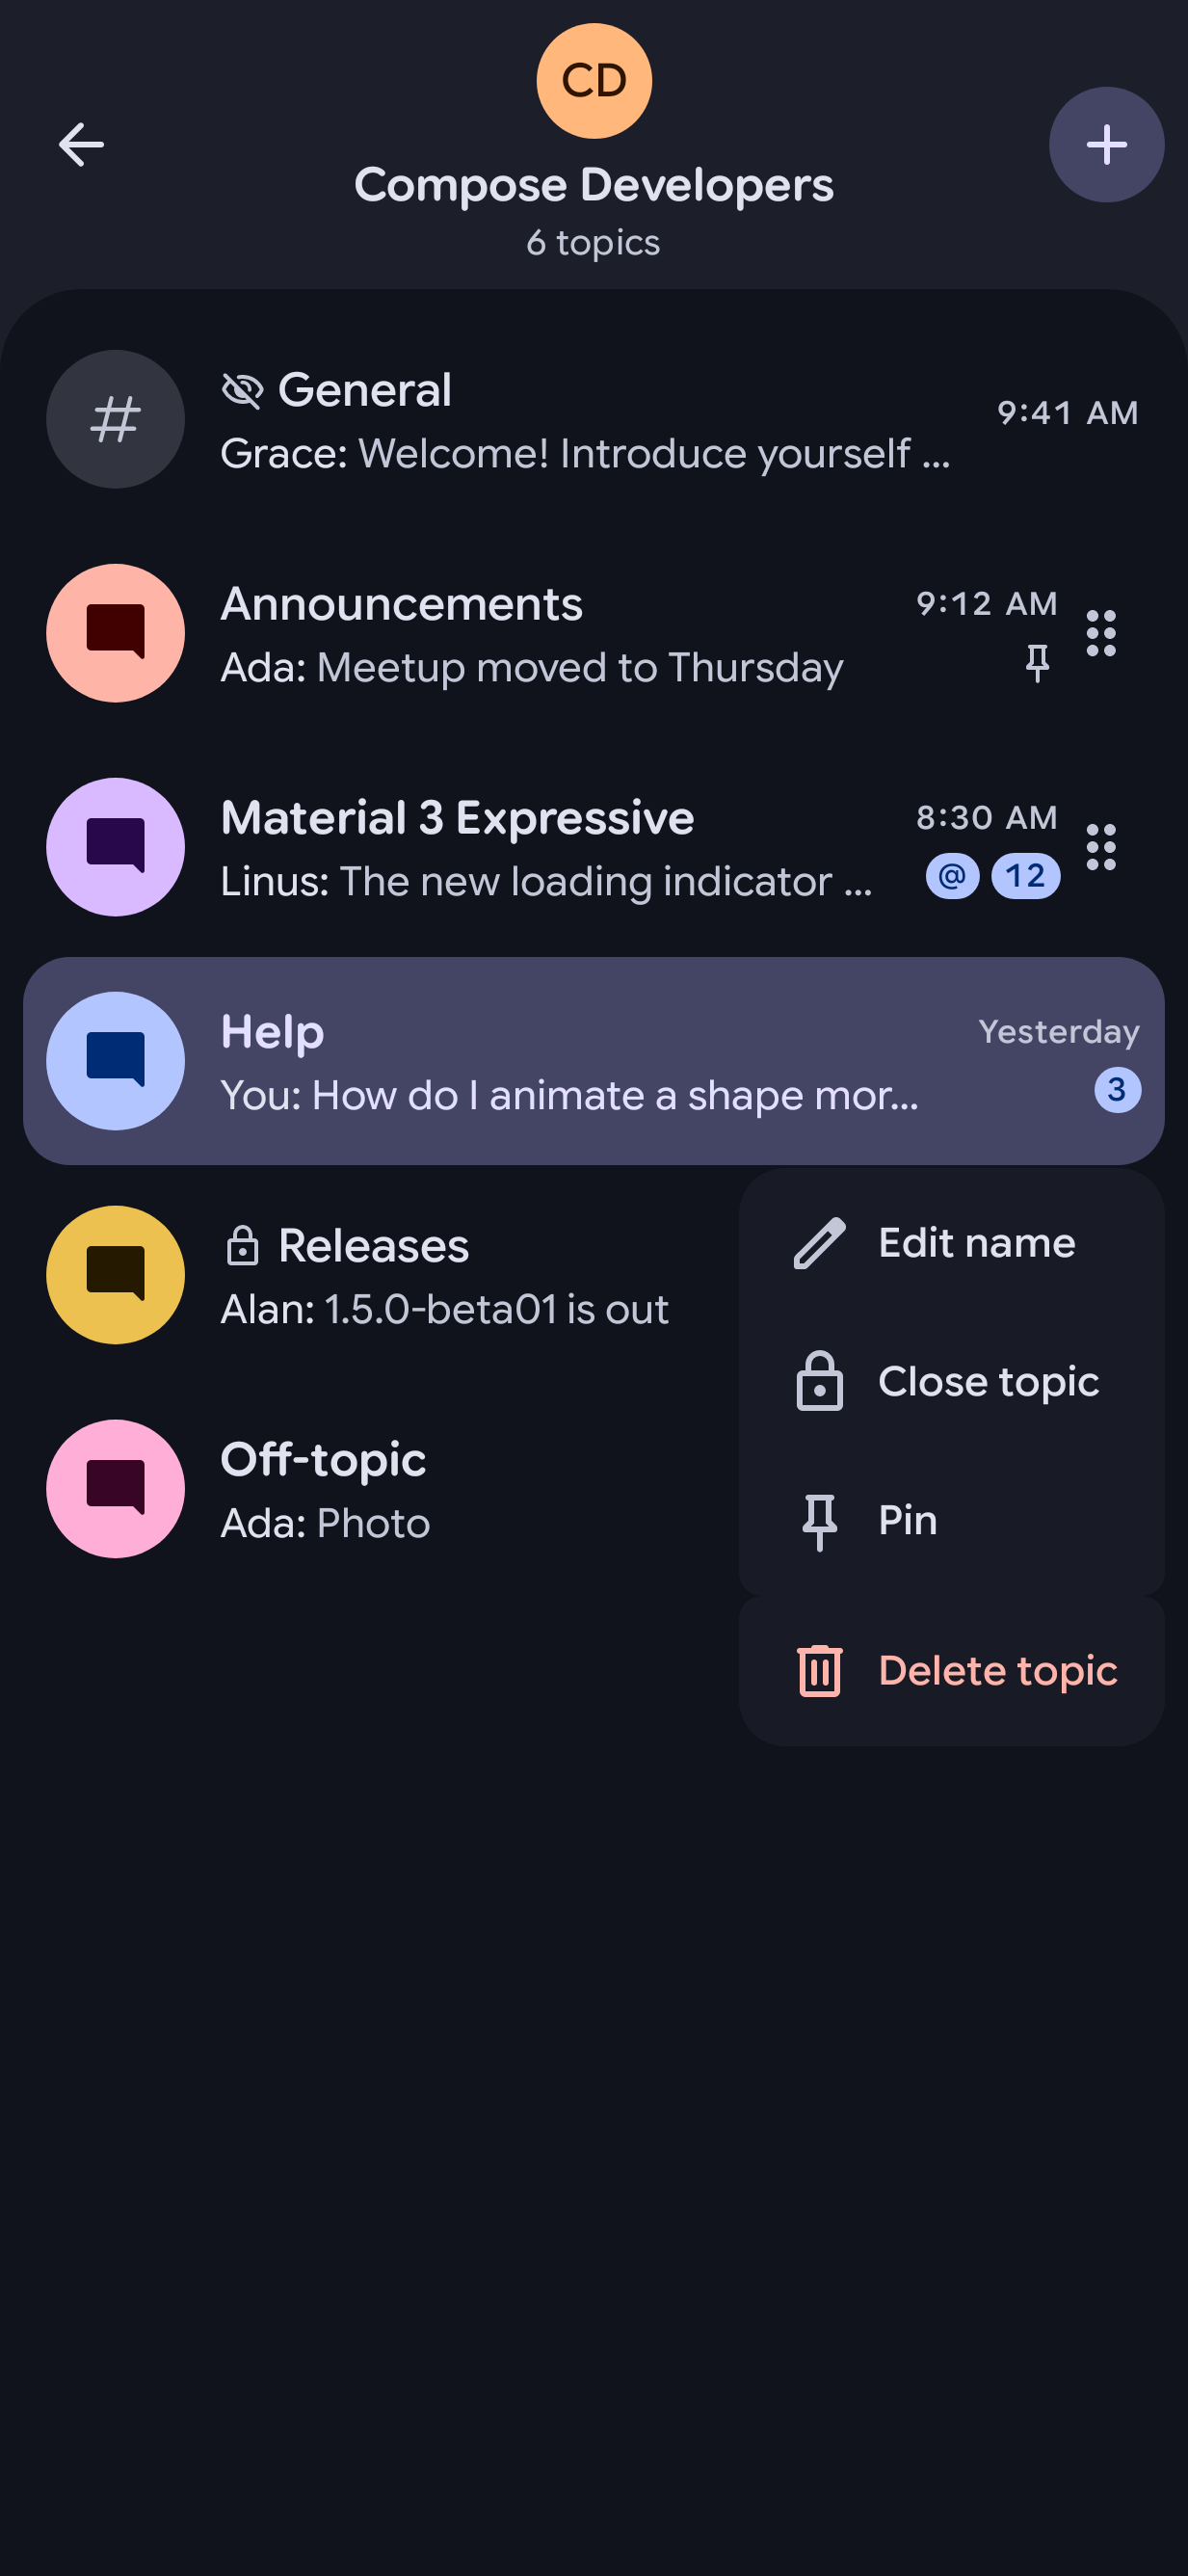 CD
Compose Developers
6 topics
General
9:41 AM
Grace: Welcome! Introduce yourself ...
Announcements
9:12 AM
Ada: Meetup moved to Thursday
Material 3 Expressive
8:30 AM
Linus: The new loading indicator ...
@ 12
Help
Yesterday
You: How do I animate a shape mor...
3
Releases
Alan: 1.5.0-beta01 is out
Off-topic
Ada: Photo
Edit name
Close topic
Pin
Delete topic